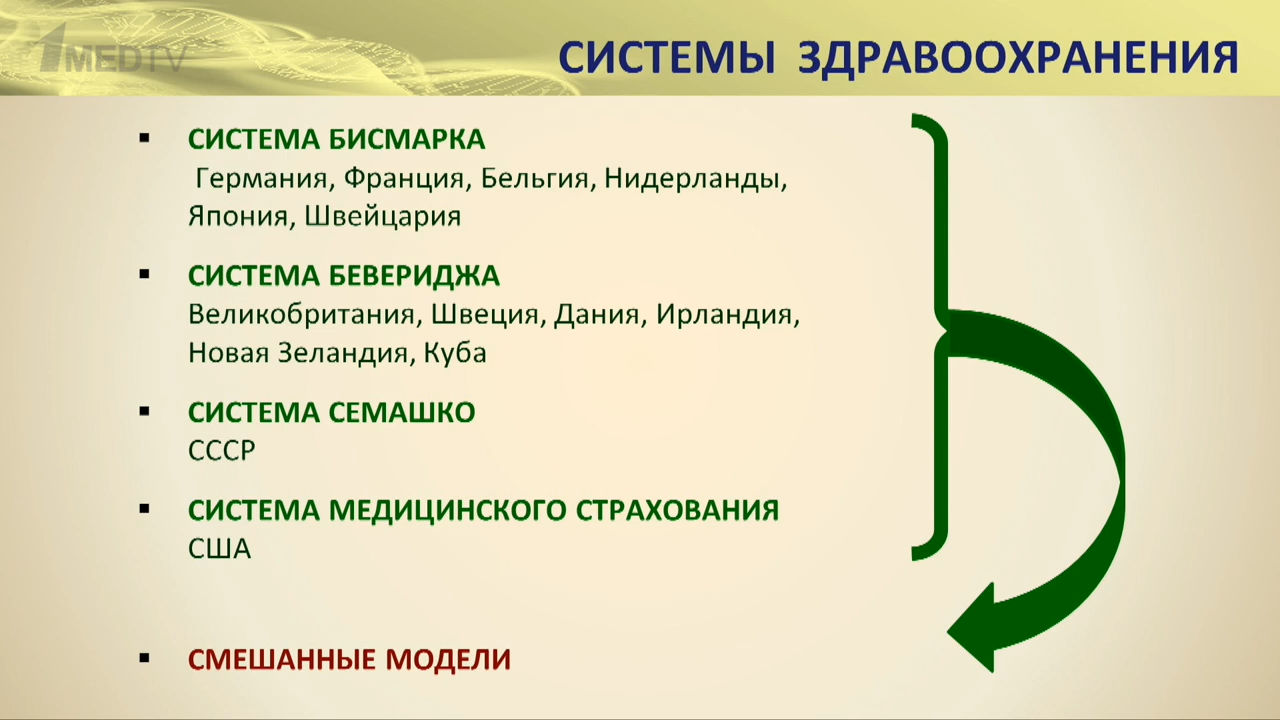 1MEDTV
СИСТЕМЫ ЗДРАВООХРАНЕНИЯ
▪ СИСТЕМА БИСМАРКА
Германия, Франция, Бельгия, Нидерланды,
Япония, Швейцария
▪ СИСТЕМА БЕВЕРИДЖА
Великобритания, Швеция, Дания, Ирландия,
Новая Зеландия, Куба
▪ СИСТЕМА СЕМАШКО
СССР
▪ СИСТЕМА МЕДИЦИНСКОГО СТРАХОВАНИЯ
США
▪ СМЕШАННЫЕ МОДЕЛИ